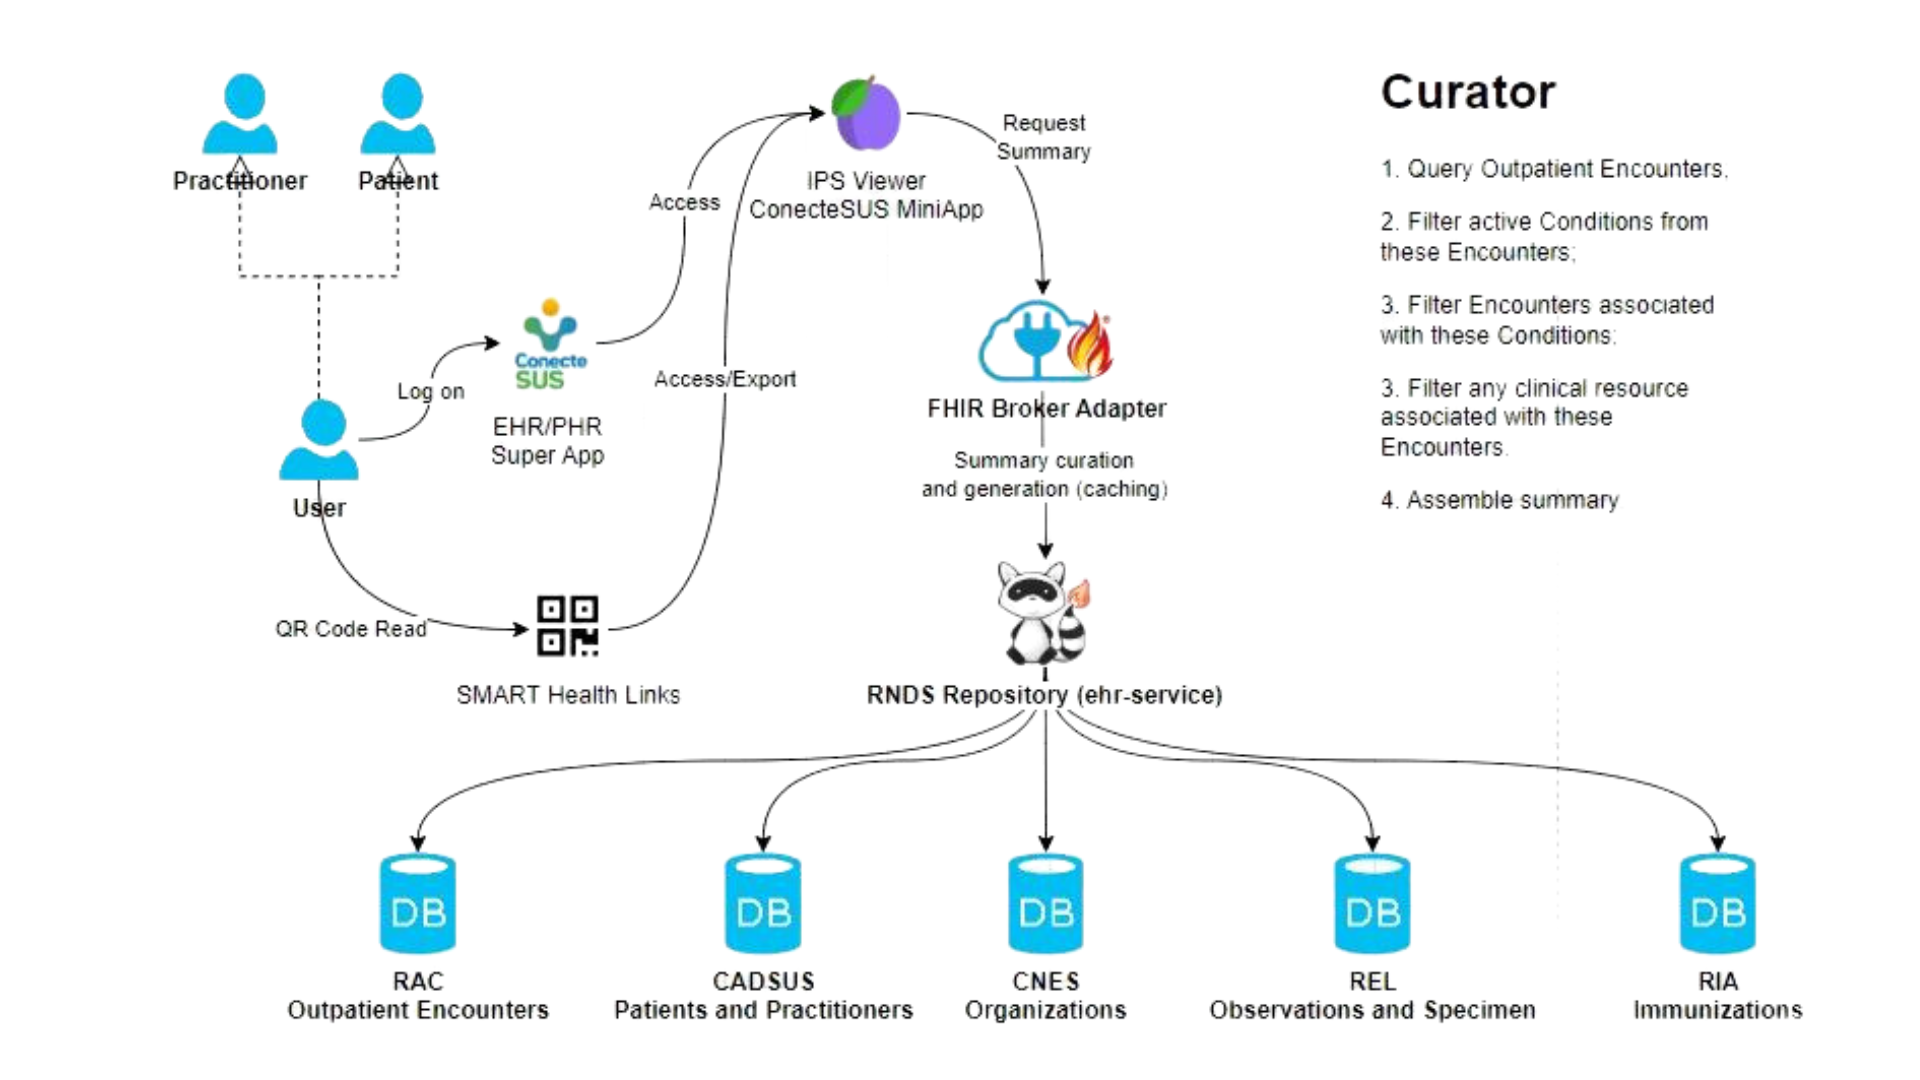 Practitioner
Patient
IPS Viewer
ConecteSUS MiniApp
Request
Summary
Access
Log on
Conecte
SUS
EHR/PHR
Super App
Access/Export
User
QR Code Read
SMART Health Links
FHIR Broker Adapter
Summary curation
and generation (caching)
RNDS Repository (ehr-service)
DB
RAC
Outpatient Encounters
DB
CADSUS
Patients and Practitioners
DB
CNES
Organizations
DB
REL
Observations and Specimen
DB
RIA
Immunizations
Curator
1. Query Outpatient Encounters.
2. Filter active Conditions from
these Encounters;
3. Filter Encounters associated
with these Conditions;
3. Filter any clinical resource
associated with these
Encounters.
4. Assemble summary